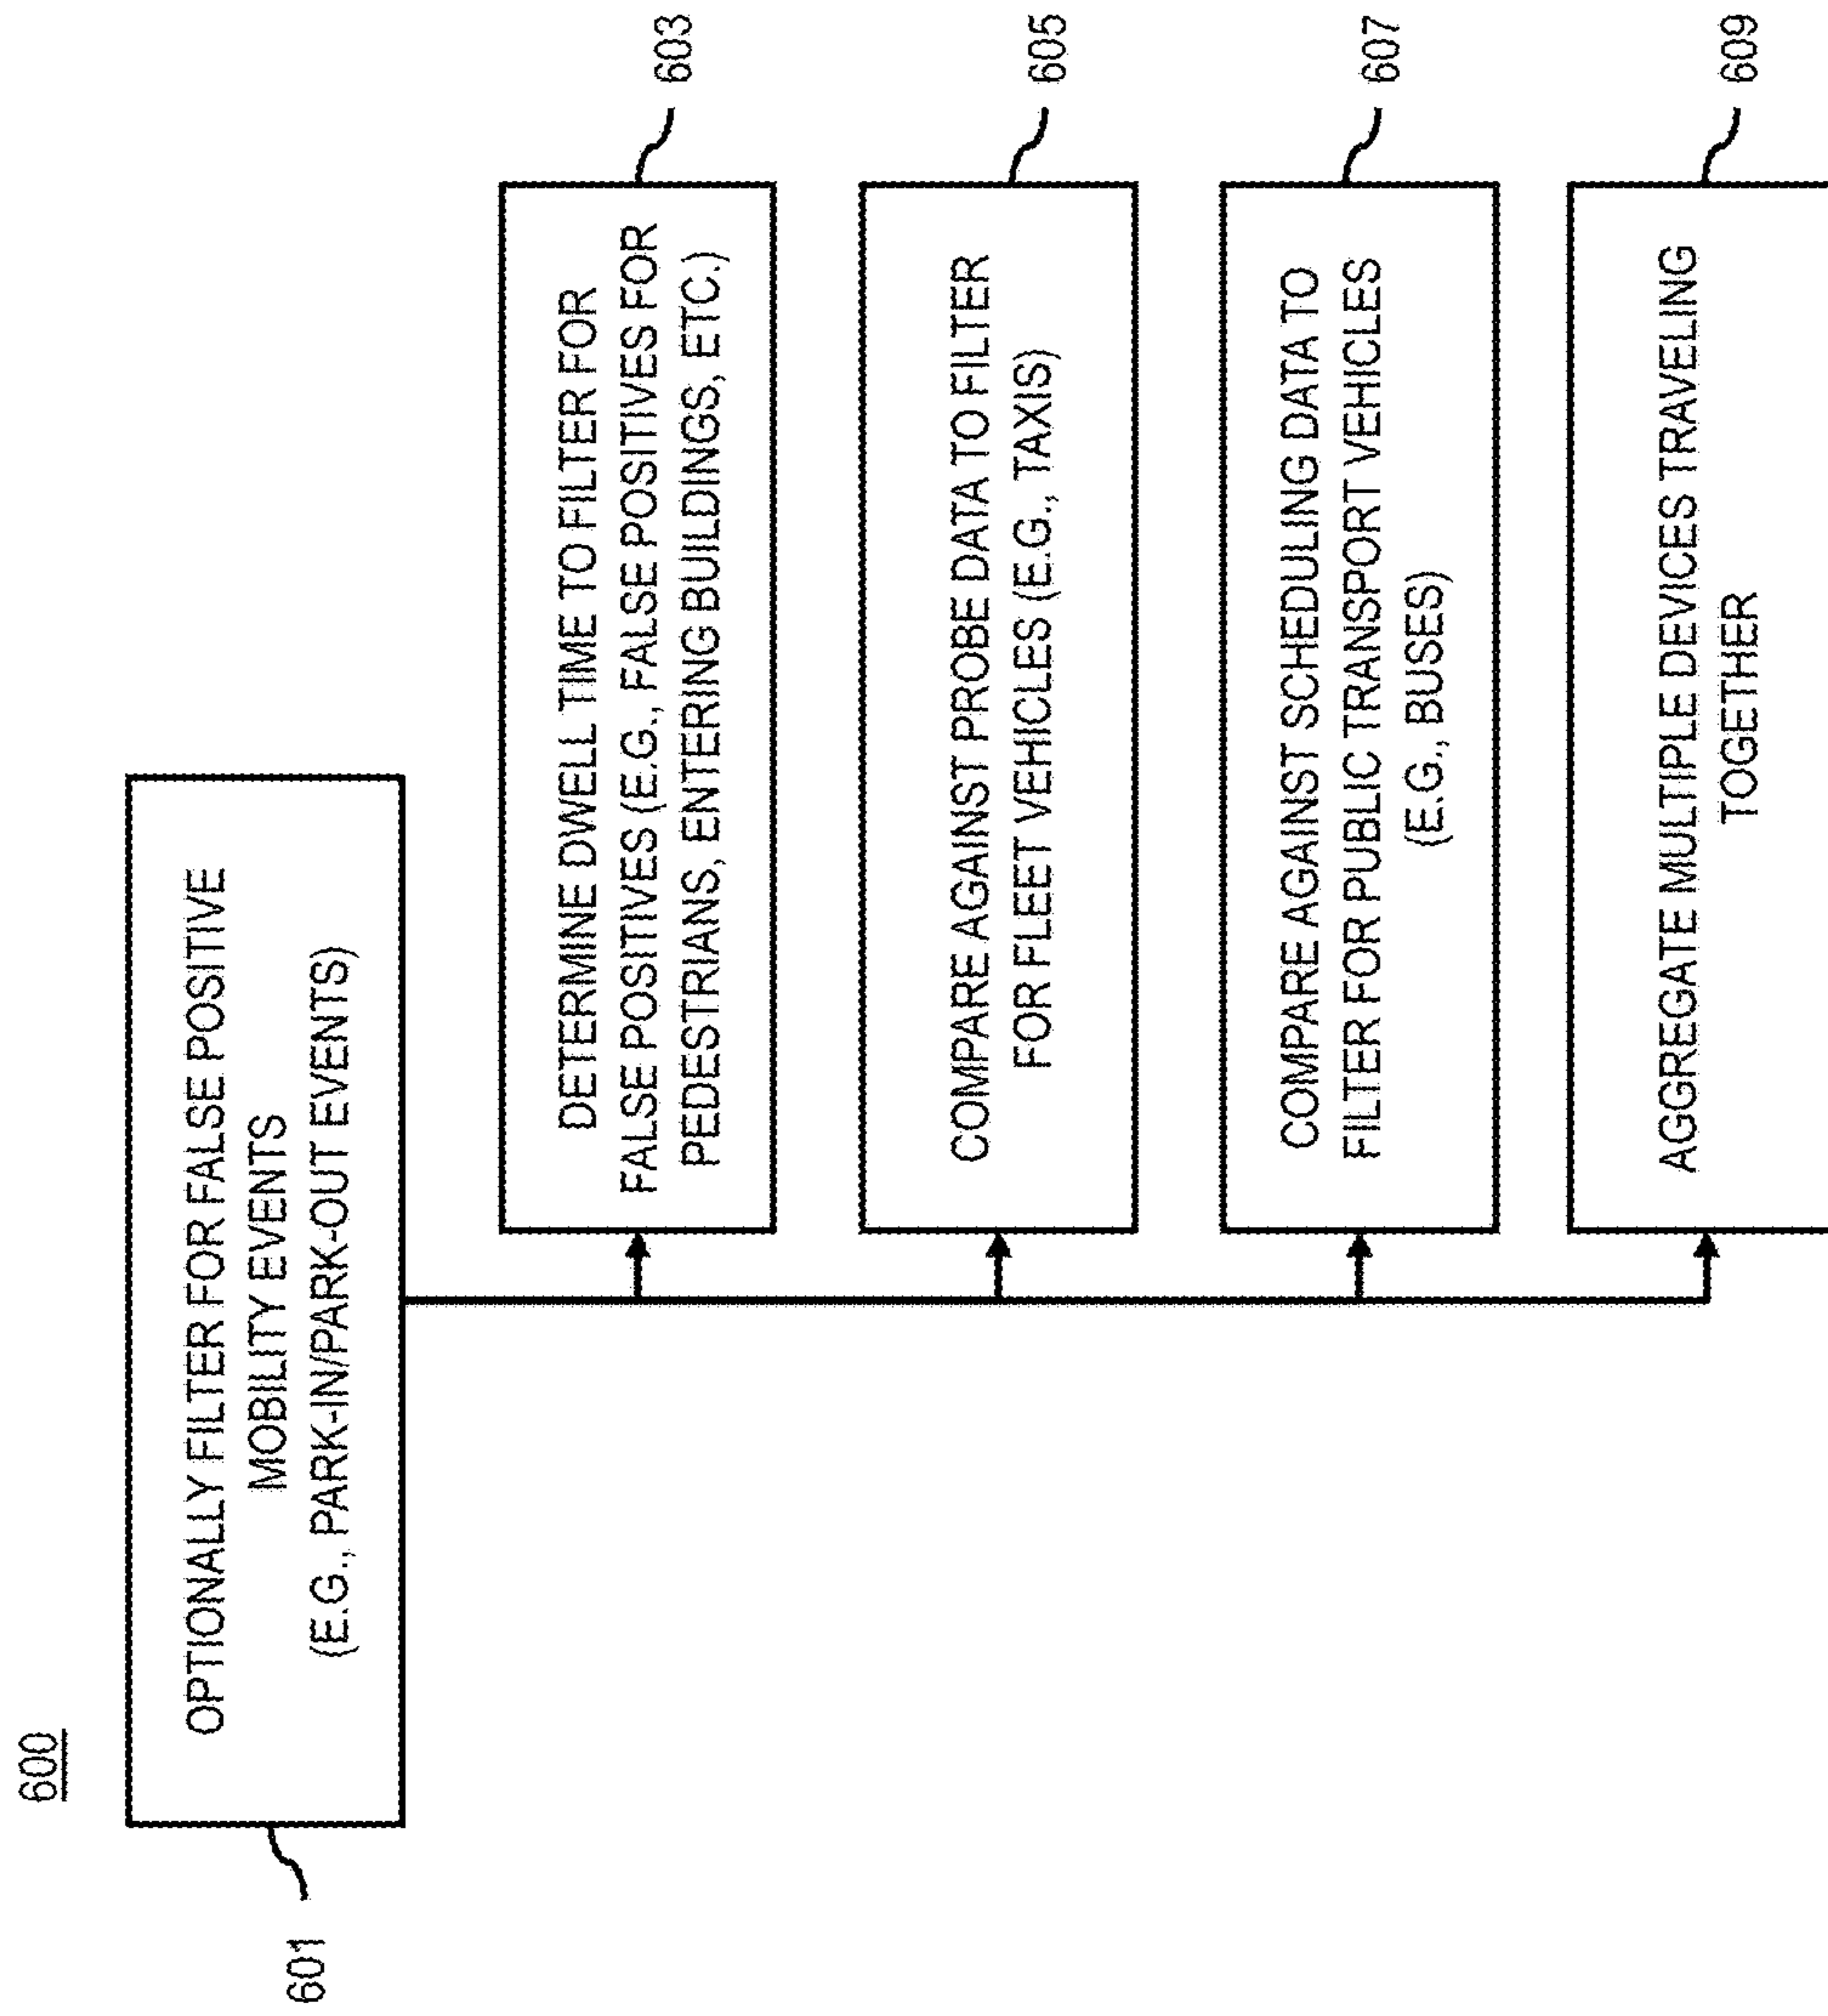 600
601
OPTIONALLY FILTER FOR FALSE POSITIVE
MOBILITY EVENTS
(E.G., PARK-IN/PARK-OUT EVENTS)
DETERMINE DWELL TIME TO FILTER FOR
FALSE POSITIVES (E.G., FALSE POSITIVES FOR
PEDESTRIANS, ENTERING BUILDINGS, ETC.)
603
COMPARE AGAINST PROBE DATA TO FILTER
FOR FLEET VEHICLES (E.G., TAXIS)
605
COMPARE AGAINST SCHEDULING DATA TO
FILTER FOR PUBLIC TRANSPORT VEHICLES
(E.G., BUSES)
607
AGGREGATE MULTIPLE DEVICES TRAVELING
TOGETHER
609